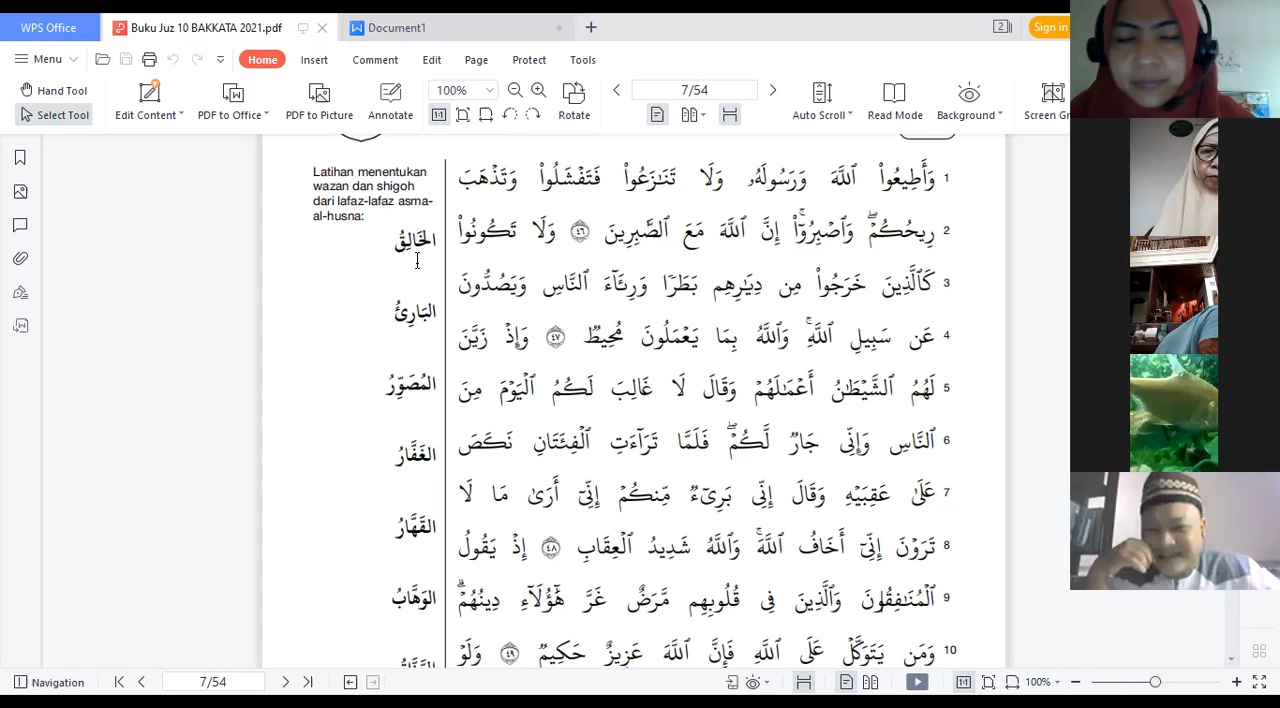 WPS Office
Buku Juz 10 BAKKATA 2021.pdf
Document1
2
Sign in
Menu
Home
Insert
Comment
Edit
Page
Protect
Tools
Hand Tool
Select Tool
Edit Content
PDF to Office
PDF to Picture
Annotate
100%
1:1
Rotate
7/54
Auto Scroll
Read Mode
Background
Screen Gr
Latihan menentukan
wazan dan shigoh
dari lafaz-lafaz asma-
al-husna:
الخَالِقُ
البَارِئُ
المُصَوِّرُ
الغَفَّارُ
القَهَّارُ
الوَهَّابُ
1 وَأَطِيعُوا۟ ٱللَّهَ وَرَسُولَهُۥ وَلَا تَنَـٰزَعُوا۟ فَتَفْشَلُوا۟ وَتَذْهَبَ
2 رِيحُكُمْ ۖ وَٱصْبِرُوٓا۟ ۚ إِنَّ ٱللَّهَ مَعَ ٱلصَّـٰبِرِينَ ٤٦ وَلَا تَكُونُوا۟
3 كَٱلَّذِينَ خَرَجُوا۟ مِن دِيَـٰرِهِم بَطَرًا وَرِئَآءَ ٱلنَّاسِ وَيَصُدُّونَ
4 عَن سَبِيلِ ٱللَّهِ ۚ وَٱللَّهُ بِمَا يَعْمَلُونَ مُحِيطٌ ٤٧ وَإِذْ زَيَّنَ
5 لَهُمُ ٱلشَّيْطَـٰنُ أَعْمَـٰلَهُمْ وَقَالَ لَا غَالِبَ لَكُمُ ٱلْيَوْمَ مِنَ
6 ٱلنَّاسِ وَإِنِّى جَارٌ لَّكُمْ ۖ فَلَمَّا تَرَآءَتِ ٱلْفِئَتَانِ نَكَصَ
7 عَلَىٰ عَقِبَيْهِ وَقَالَ إِنِّى بَرِىٓءٌ مِّنكُمْ إِنِّىٓ أَرَىٰ مَا لَا
8 تَرَوْنَ إِنِّىٓ أَخَافُ ٱللَّهَ ۚ وَٱللَّهُ شَدِيدُ ٱلْعِقَابِ ٤٨ إِذْ يَقُولُ
9 ٱلْمُنَـٰفِقُونَ وَٱلَّذِينَ فِى قُلُوبِهِم مَّرَضٌ غَرَّ هَـٰٓؤُلَآءِ دِينُهُمْ ۗ
10 وَمَن يَتَوَكَّلْ عَلَى ٱللَّهِ فَإِنَّ ٱللَّهَ عَزِيزٌ حَكِيمٌ ٤٩ وَلَوْ
Navigation
7/54
1:1
100%